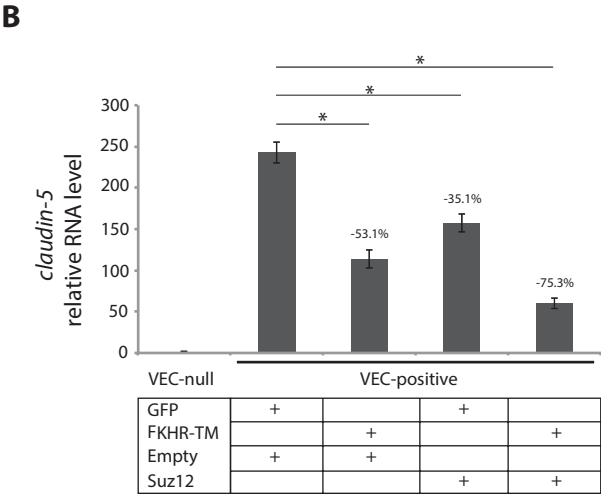 B
*
*
*
claudin-5
relative RNA level
300
250
200
150
100
50
0
-53.1%
-35.1%
-75.3%
VEC-null VEC-positive
GFP + +
FKHR-TM + +
Empty + +
Suz12 + +